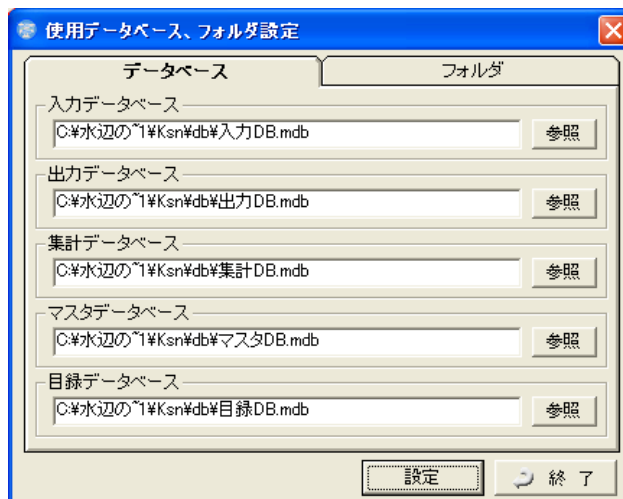 使用データベース、フォルダ設定
データベース フォルダ
入力データベース
C:¥水辺の~1¥Ksn¥db¥入力DB.mdb 参照
出力データベース
C:¥水辺の~1¥Ksn¥db¥出力DB.mdb 参照
集計データベース
C:¥水辺の~1¥Ksn¥db¥集計DB.mdb 参照
マスタデータベース
C:¥水辺の~1¥Ksn¥db¥マスタDB.mdb 参照
目録データベース
C:¥水辺の~1¥Ksn¥db¥目録DB.mdb 参照
設定 終 了